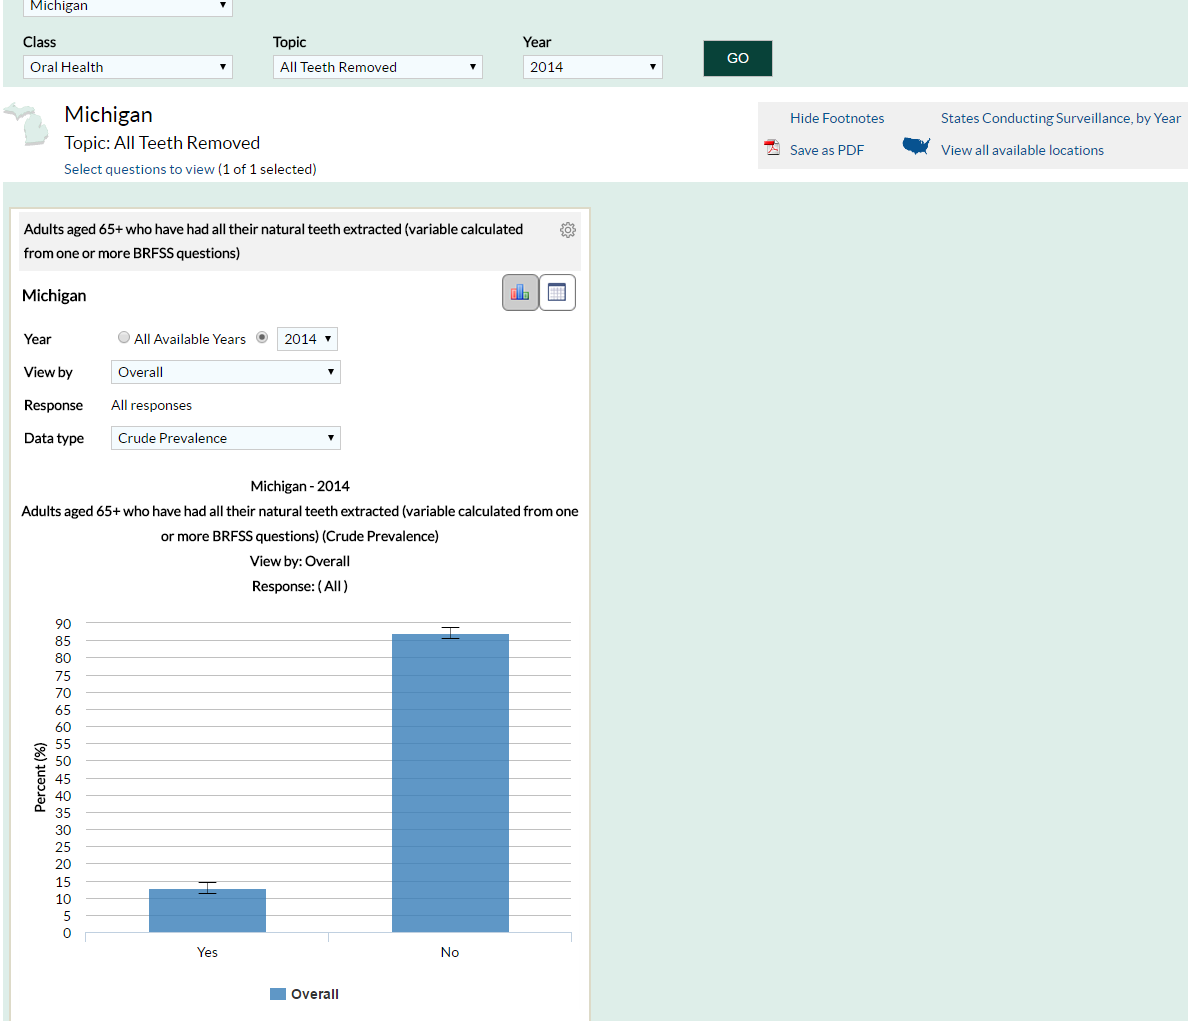 Michigan
Class
Topic
Year
Oral Health
All Teeth Removed
2014
GO
Michigan
Topic: All Teeth Removed
Select questions to view (1 of 1 selected)
Hide Footnotes
States Conducting Surveillance, by Year
Save as PDF
View all available locations
Adults aged 65+ who have had all their natural teeth extracted (variable calculated
from one or more BRFSS questions)
Michigan
Year
All Available Years
2014
View by
Overall
Response
All responses
Data type
Crude Prevalence
Michigan - 2014
Adults aged 65+ who have had all their natural teeth extracted (variable calculated from one
or more BRFSS questions) (Crude Prevalence)
View by: Overall
Response: ( All )
Percent (%)
90
85
80
75
70
65
60
55
50
45
40
35
30
25
20
15
10
5
0
Yes
No
Overall